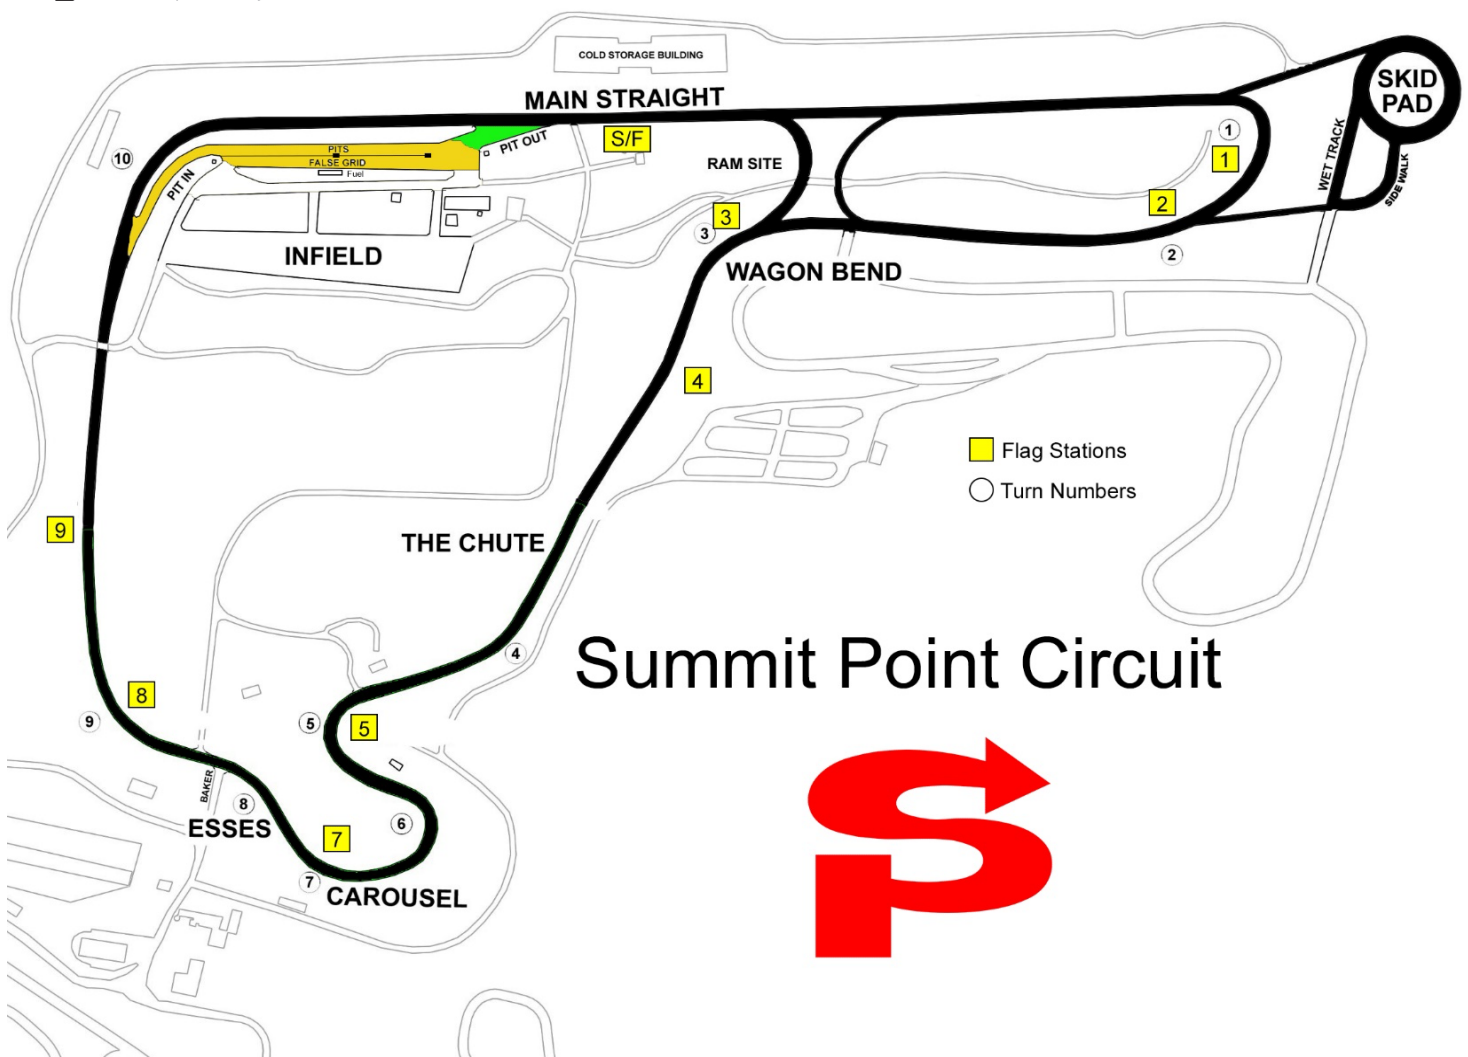 COLD STORAGE BUILDING
MAIN STRAIGHT
SKID
PAD
S/F
PIT OUT
1
1
10
PITS
FALSE GRID
Fuel
PIT IN
RAM SITE
WET TRACK
SIDE WALK
2
3
3
2
INFIELD
WAGON BEND
4
Flag Stations
Turn Numbers
9
THE CHUTE
4
Summit Point Circuit
8
9
5
5
BAKER
8
6
ESSES
7
7
CAROUSEL